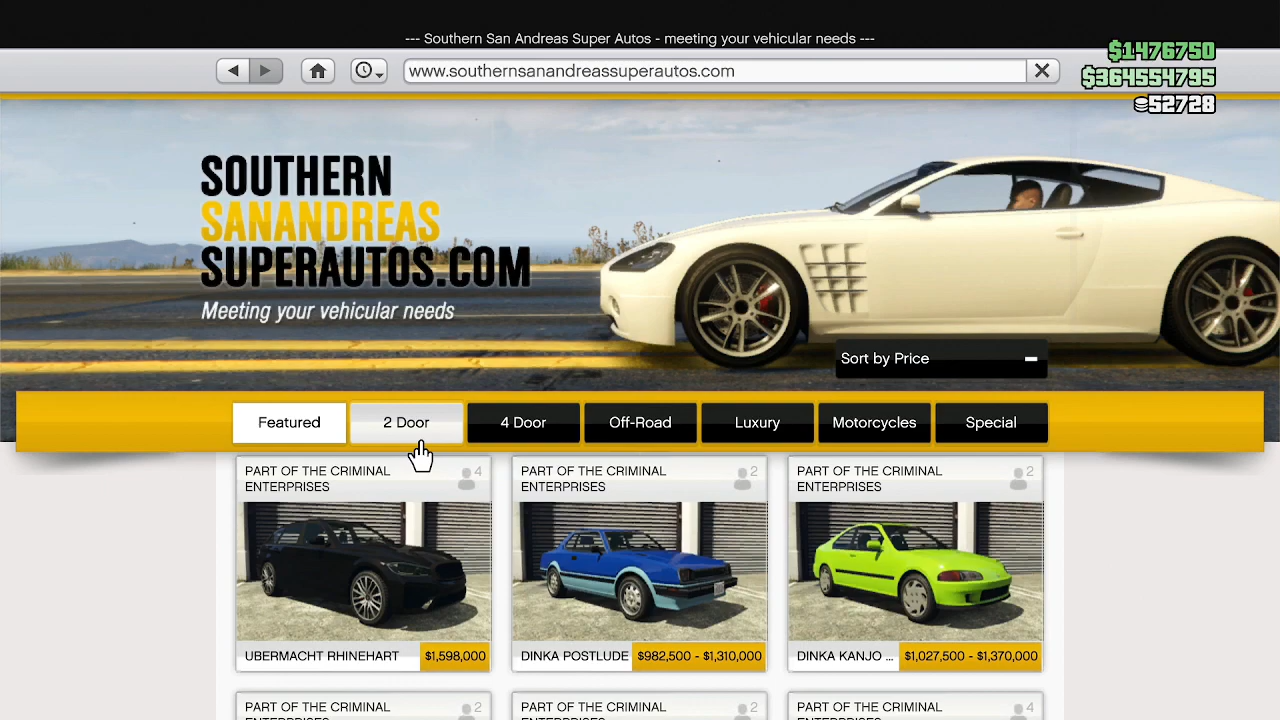 --- Southern San Andreas Super Autos - meeting your vehicular needs ---
$1476750
www.southernsanandreassuperautos.com
$364554795
52728
SOUTHERN
SANANDREAS
SUPERAUTOS.COM
Meeting your vehicular needs
Sort by Price
Featured 2 Door 4 Door Off-Road Luxury Motorcycles Special
PART OF THE CRIMINAL
ENTERPRISES
4
PART OF THE CRIMINAL
ENTERPRISES
2
PART OF THE CRIMINAL
ENTERPRISES
2
UBERMACHT RHINEHART $1,598,000
DINKA POSTLUDE $982,500 - $1,310,000
DINKA KANJO ... $1,027,500 - $1,370,000
PART OF THE CRIMINAL
ENTERPRISES
2
PART OF THE CRIMINAL
ENTERPRISES
2
PART OF THE CRIMINAL
ENTERPRISES
4